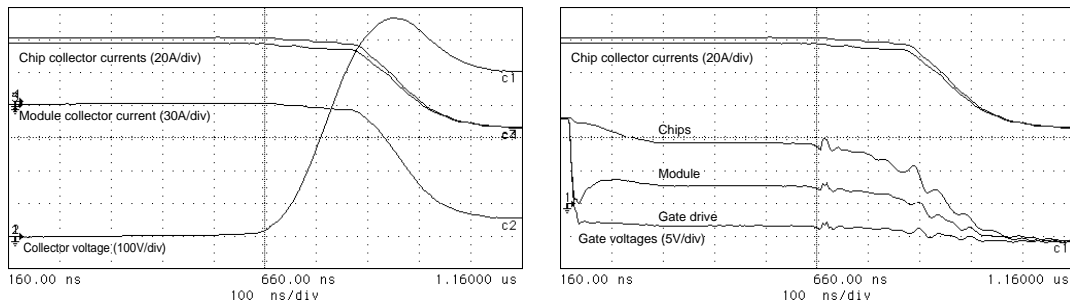 Chip collector currents (20A/div)
c1
Module collector current (30A/div)
c2
Collector voltage (100V/div)
160.00 ns
660.00 ns
1.16000 us
100 ns/div
Chip collector currents (20A/div)
Chips
Module
Gate drive
Gate voltages (5V/div)
c1
160.00 ns
660.00 ns
1.16000 us
100 ns/div